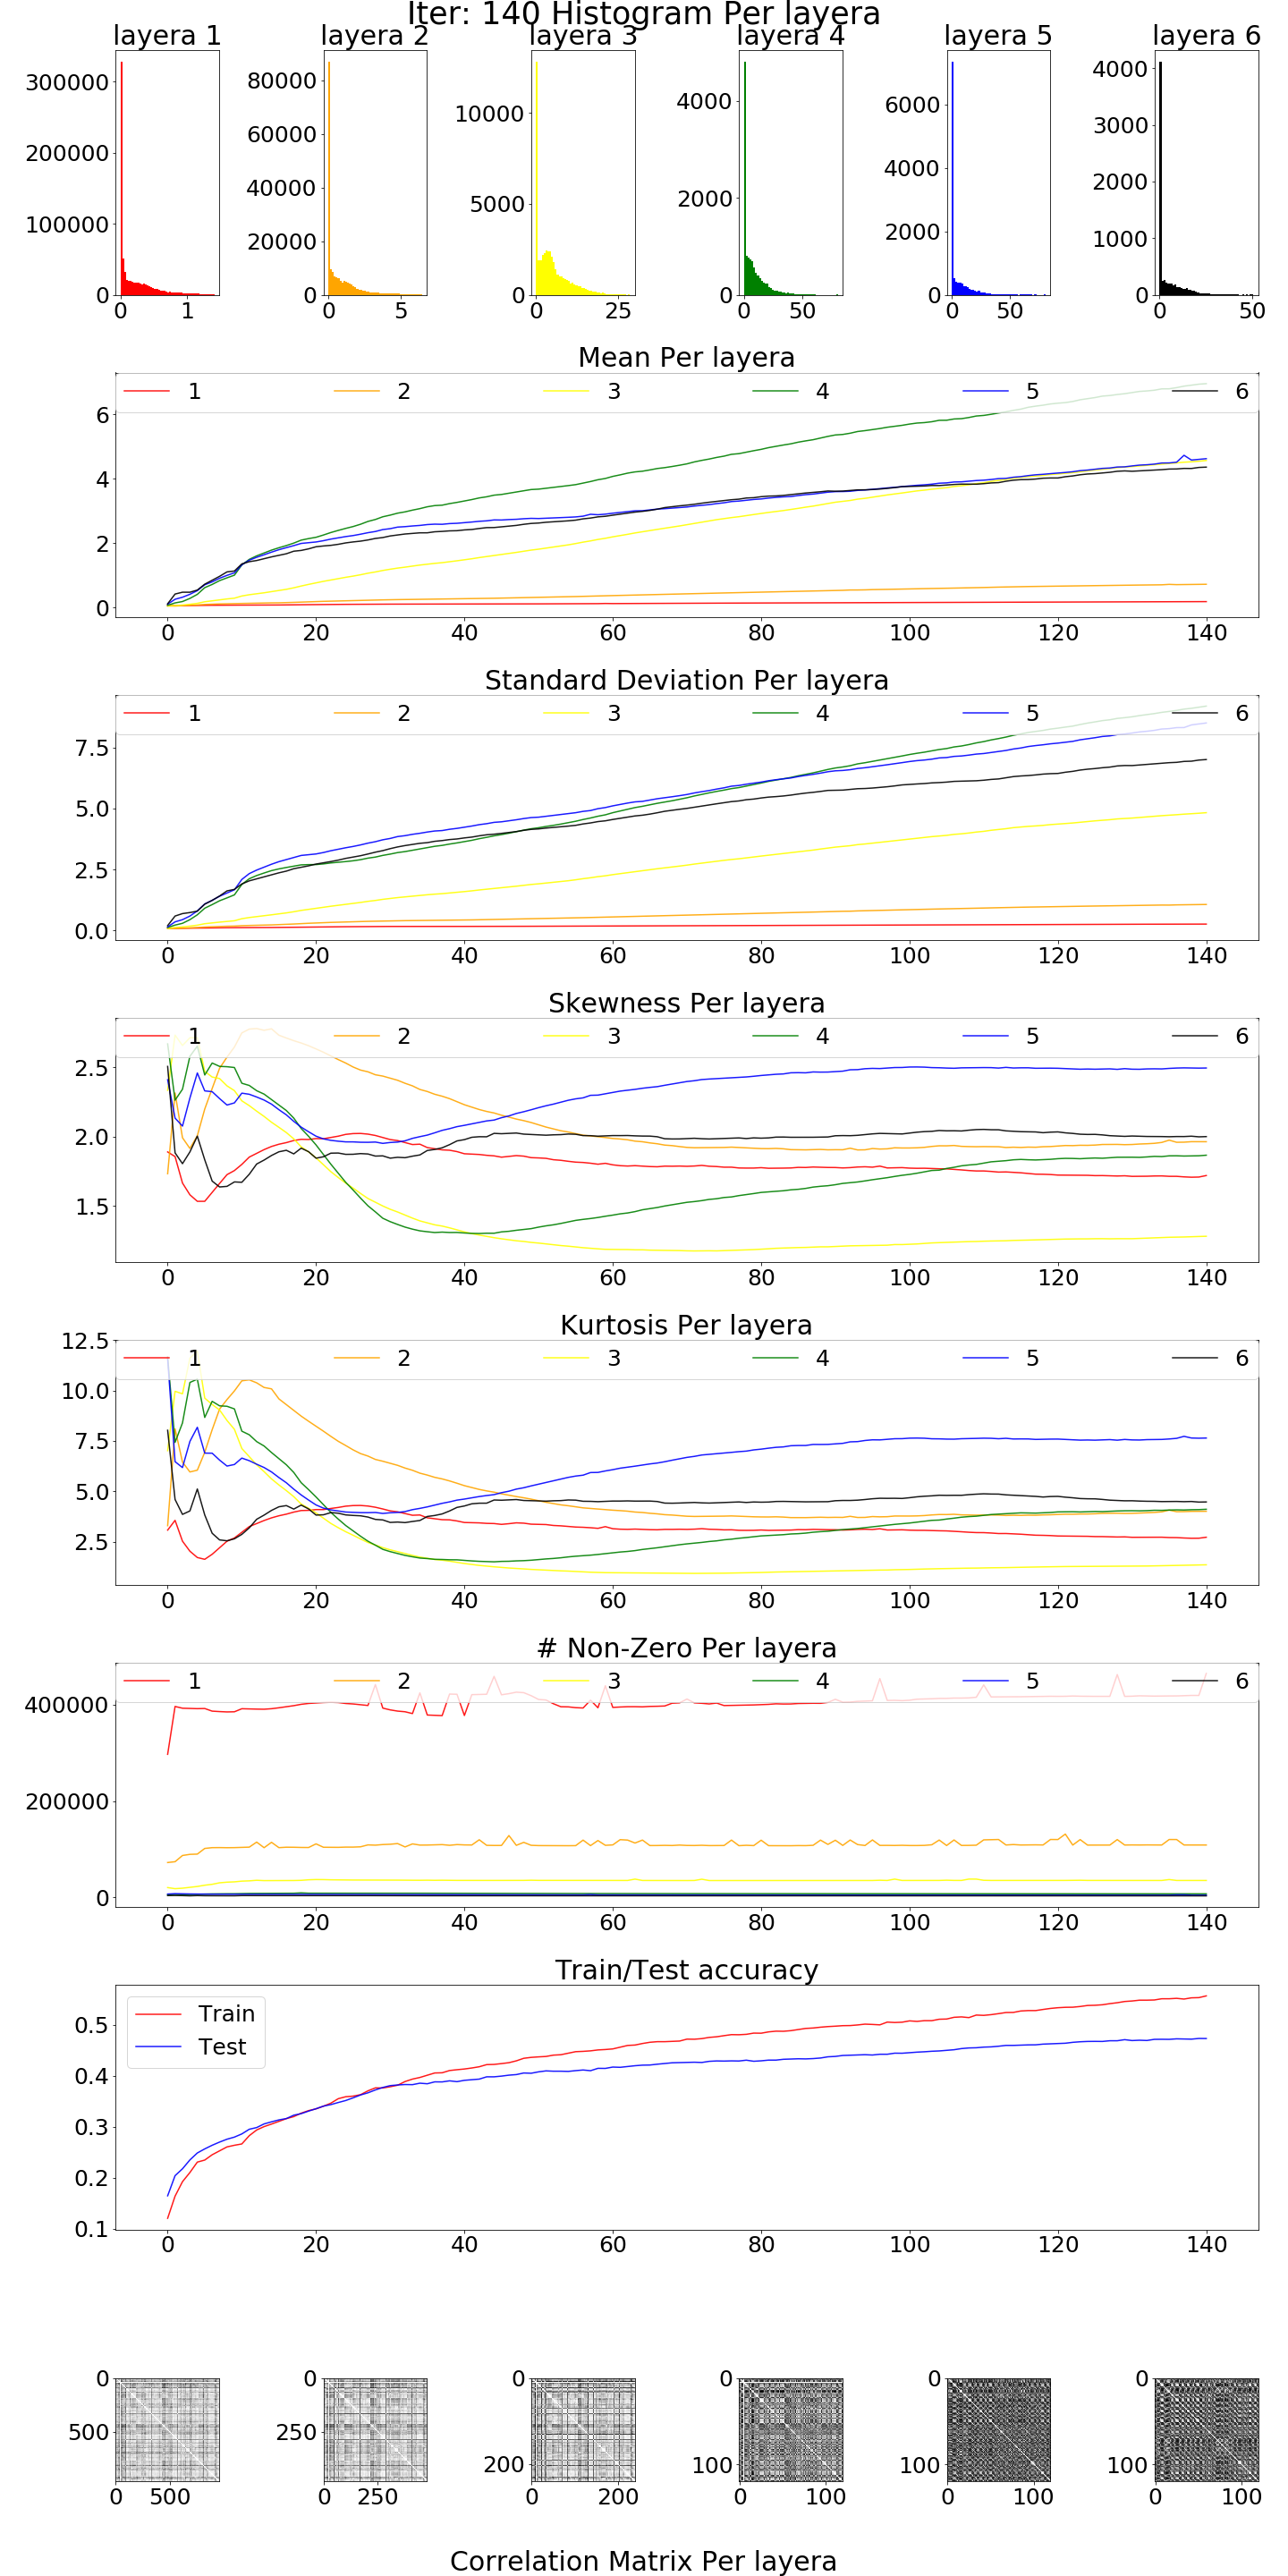 Iter: 140 Histogram Per layera
layera 1 layera 2 layera 3 layera 4 layera 5 layera 6
300000 200000 100000 0
0 1
80000 60000 40000 20000 0
0 5
10000 5000 0
0 25
4000 2000 0
0 50
6000 4000 2000 0
0 50
4000 3000 2000 1000 0
0 50
Mean Per layera
1 2 3 4 5 6
6
4
2
0
0 20 40 60 80 100 120 140
Standard Deviation Per layera
1 2 3 4 5 6
7.5
5.0
2.5
0.0
0 20 40 60 80 100 120 140
Skewness Per layera
1 2 3 4 5 6
2.5
2.0
1.5
0 20 40 60 80 100 120 140
Kurtosis Per layera
12.5
1 2 3 4 5 6
10.0
7.5
5.0
2.5
0 20 40 60 80 100 120 140
# Non-Zero Per layera
1 2 3 4 5 6
400000
200000
0
0 20 40 60 80 100 120 140
Train/Test accuracy
Train
Test
0.5
0.4
0.3
0.2
0.1
0 20 40 60 80 100 120 140
0 500
0 500
0 250
0 250
0 200
0 200
0 100
0 100
0 100
0 100
0 100
0 100
Correlation Matrix Per layera